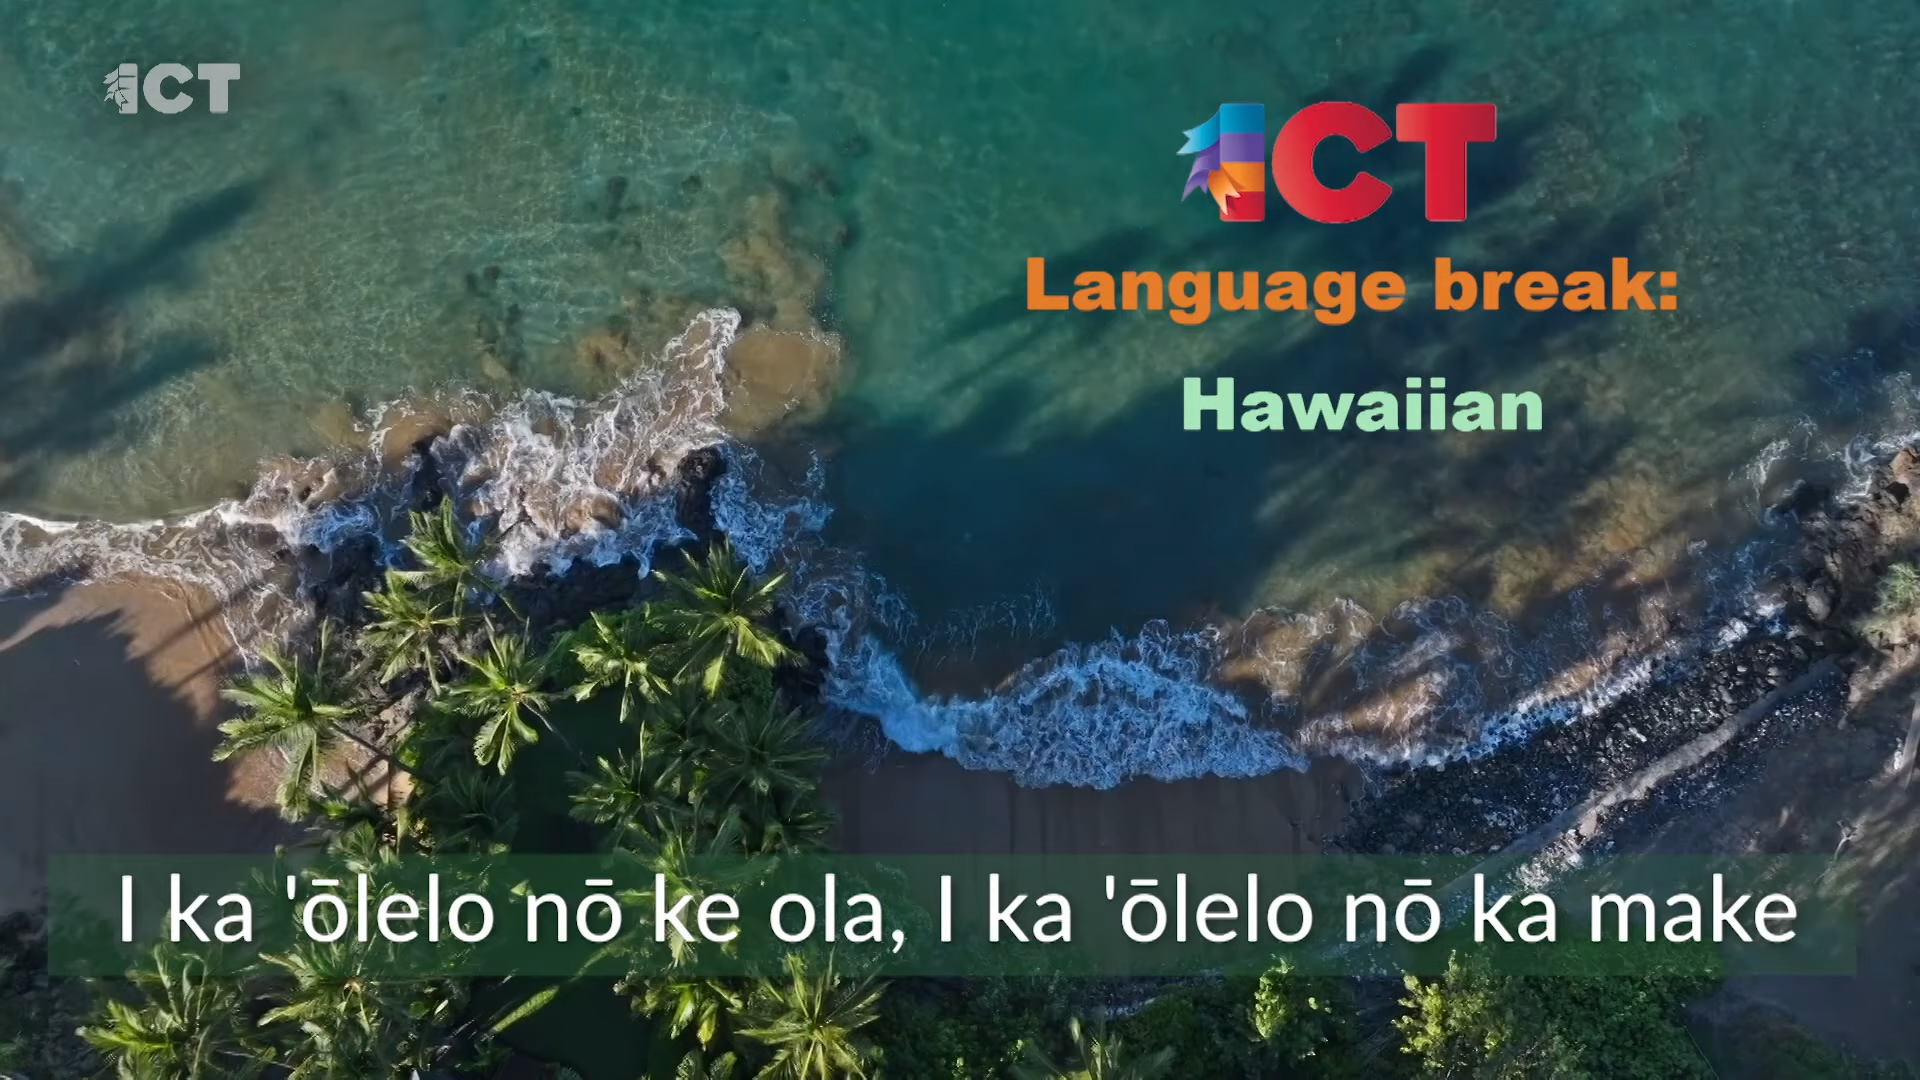 ICT
ICT
Language break:
Hawaiian
I ka 'ōlelo nō ke ola, I ka 'ōlelo nō ka make